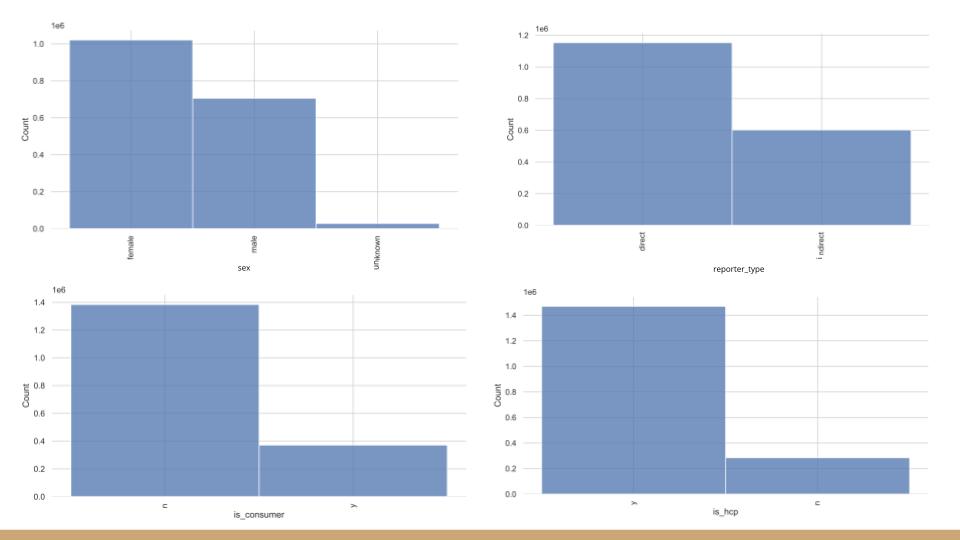 1e6
1.0
0.8
0.6
0.4
0.2
0.0
Count
female
male
unknown
sex
1e6
1.2
1.0
0.8
0.6
0.4
0.2
0.0
Count
direct
i ndirect
reporter_type
1e6
1.4
1.2
1.0
0.8
0.6
0.4
0.2
0.0
Count
n
y
is_consumer
1e6
1.4
1.2
1.0
0.8
0.6
0.4
0.2
0.0
Count
y
n
is_hcp